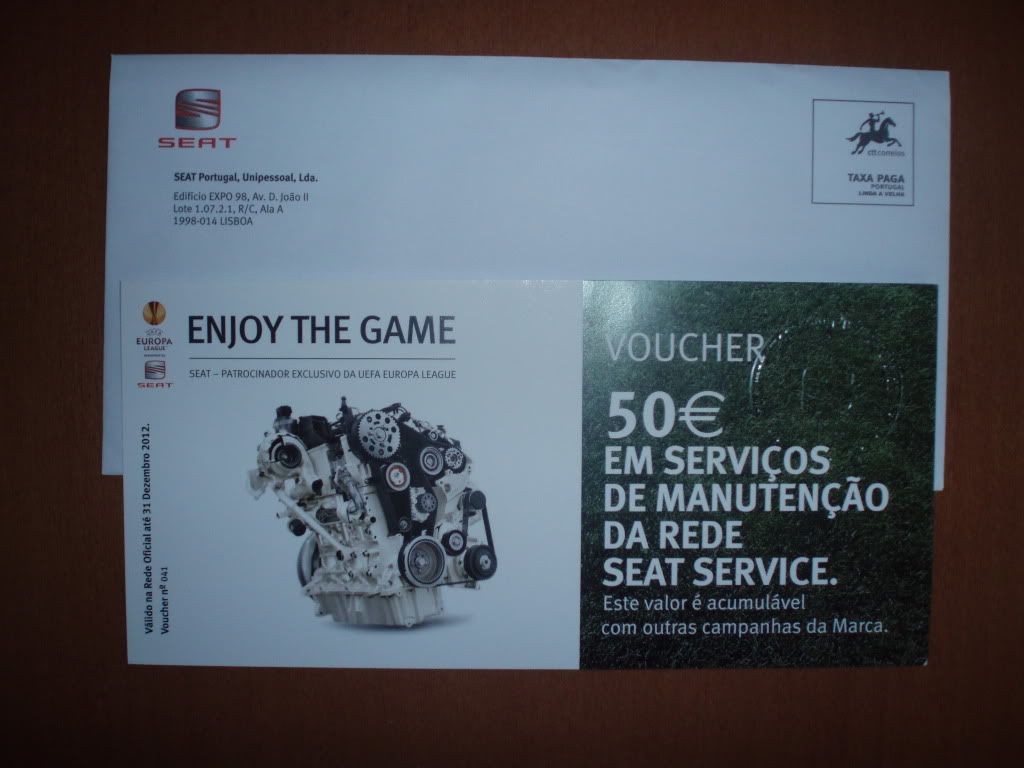 SEAT
SEAT Portugal, Unipessoal, Lda.
Edifício EXPO 98, Av. D. João II
Lote 1.07.2.1, R/C, Ala A
1998-014 LISBOA
ctt correios
TAXA PAGA
PORTUGAL
LINDA A VELHA
UEFA
EUROPA
LEAGUE
SEAT
ENJOY THE GAME
SEAT – PATROCINADOR EXCLUSIVO DA UEFA EUROPA LEAGUE
Válido na Rede Oficial até 31 Dezembro 2012.
Voucher nº 041
VOUCHER
50€
EM SERVIÇOS
DE MANUTENÇÃO
DA REDE
SEAT SERVICE.
Este valor é acumulável
com outras campanhas da Marca.